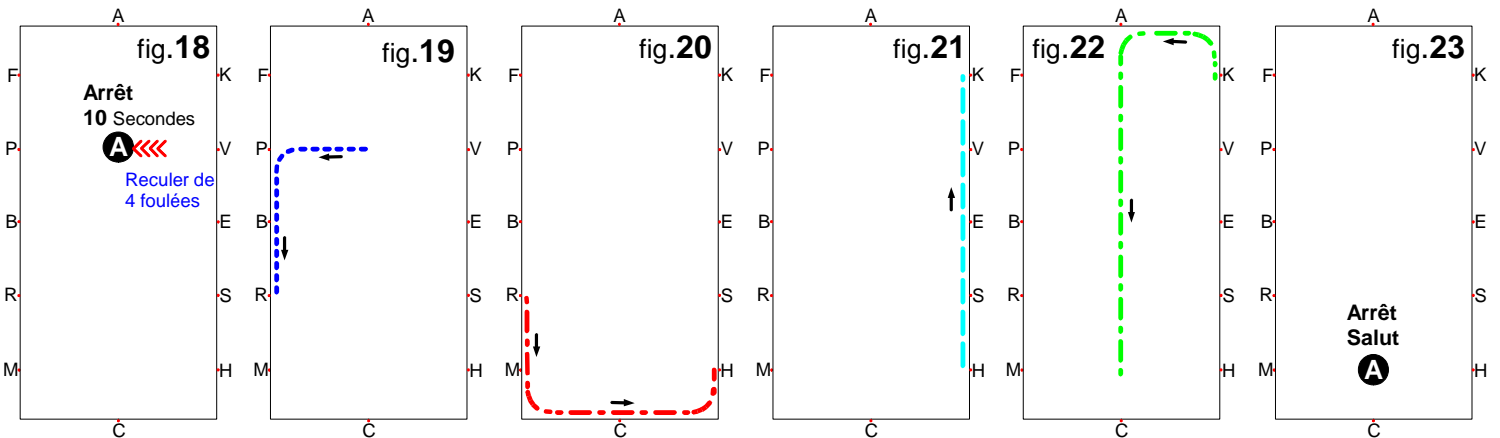 A
fig.18
F
K
Arrêt
10 Secondes
P
A
V
Reculer de
4 foulées
B
E
R
S
M
H
C
A
fig.19
F
K
P
V
B
E
R
S
M
H
C
A
fig.20
F
K
P
V
B
E
R
S
M
H
C
A
fig.21
F
K
P
V
B
E
R
S
M
H
C
A
fig.22
F
K
P
V
B
E
R
S
M
H
C
A
fig.23
F
K
P
V
B
E
R
S
Arrêt
Salut
M
A
H
C